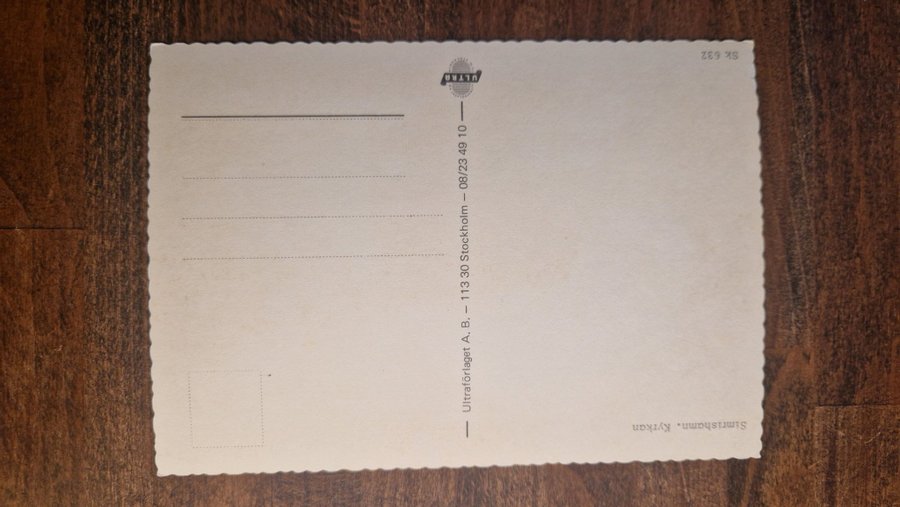 Simrishamn. Kyrkan
Ultraförlaget A. B. – 113 30 Stockholm – 08/23 49 10
ULTRA
Sk 632